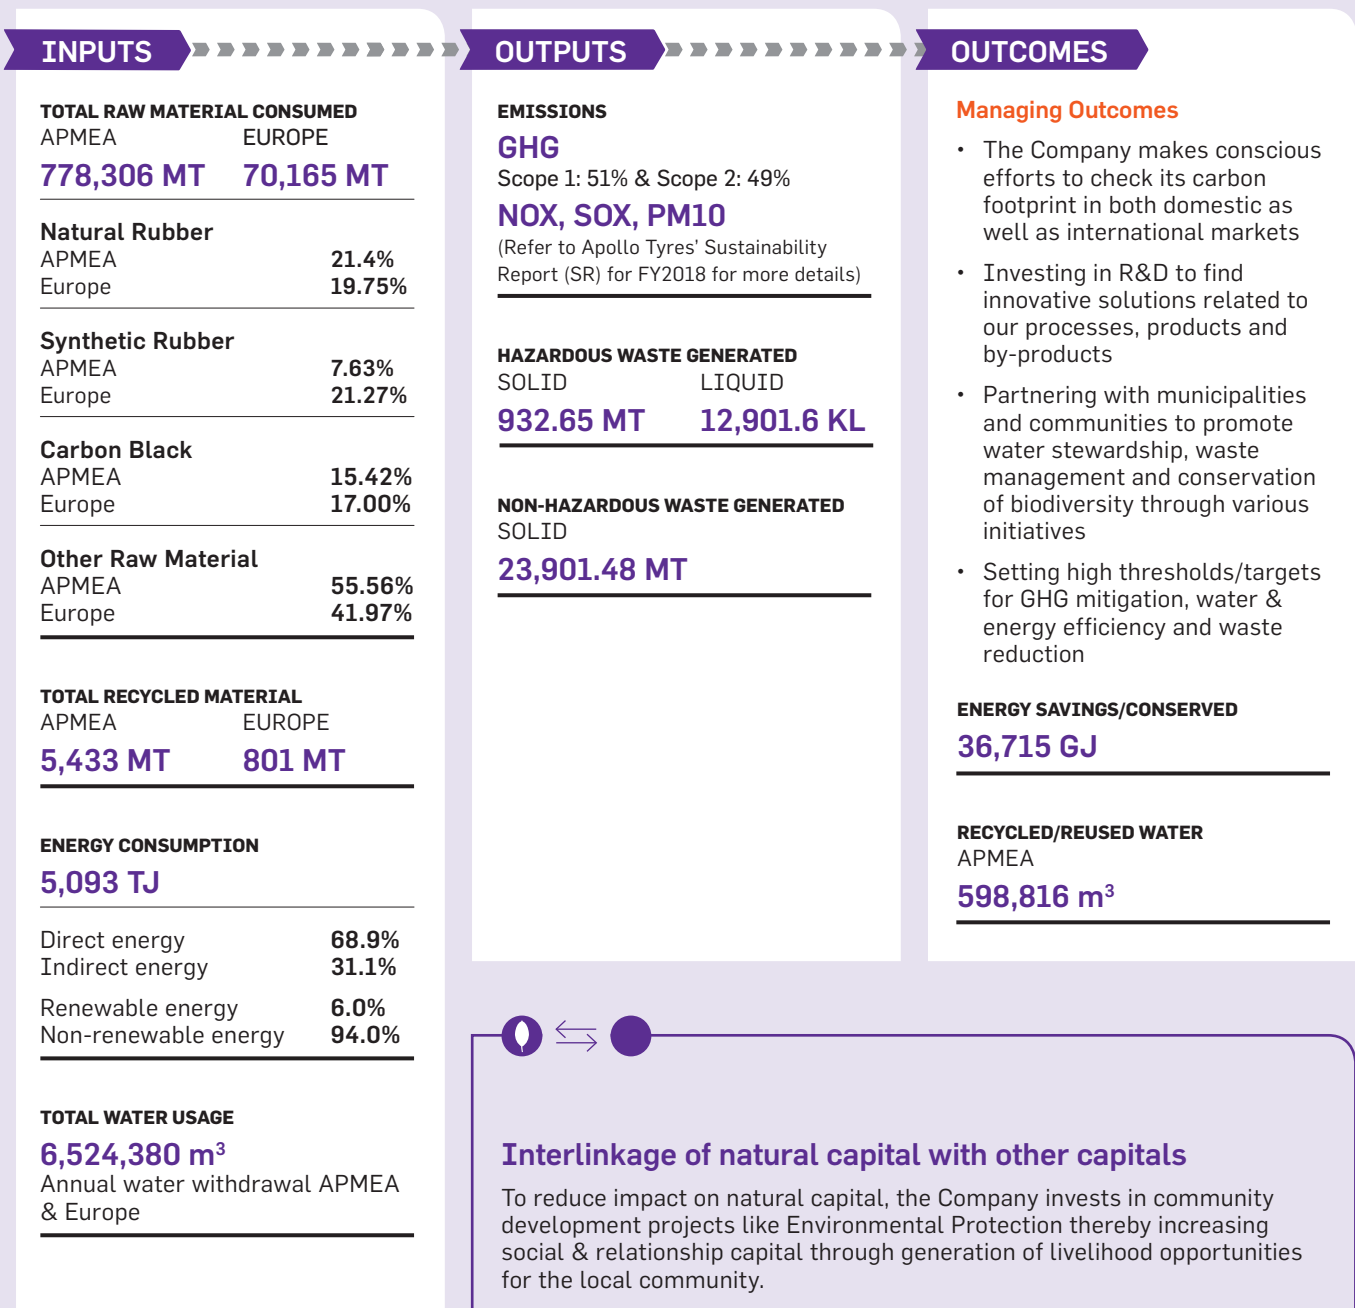 INPUTS
TOTAL RAW MATERIAL CONSUMED
APMEA EUROPE
778,306 MT 70,165 MT
Natural Rubber
APMEA 21.4%
Europe 19.75%
Synthetic Rubber
APMEA 7.63%
Europe 21.27%
Carbon Black
APMEA 15.42%
Europe 17.00%
Other Raw Material
APMEA 55.56%
Europe 41.97%
TOTAL RECYCLED MATERIAL
APMEA EUROPE
5,433 MT 801 MT
ENERGY CONSUMPTION
5,093 TJ
Direct energy 68.9%
Indirect energy 31.1%
Renewable energy 6.0%
Non-renewable energy 94.0%
TOTAL WATER USAGE
6,524,380 m³
Annual water withdrawal APMEA
& Europe
OUTPUTS
EMISSIONS
GHG
Scope 1: 51% & Scope 2: 49%
NOX, SOX, PM10
(Refer to Apollo Tyres' Sustainability
Report (SR) for FY2018 for more details)
HAZARDOUS WASTE GENERATED
SOLID LIQUID
932.65 MT 12,901.6 KL
NON-HAZARDOUS WASTE GENERATED
SOLID
23,901.48 MT
OUTCOMES
Managing Outcomes
• The Company makes conscious
efforts to check its carbon
footprint in both domestic as
well as international markets
• Investing in R&D to find
innovative solutions related to
our processes, products and
by-products
• Partnering with municipalities
and communities to promote
water stewardship, waste
management and conservation
of biodiversity through various
initiatives
• Setting high thresholds/targets
for GHG mitigation, water &
energy efficiency and waste
reduction
ENERGY SAVINGS/CONSERVED
36,715 GJ
RECYCLED/REUSED WATER
APMEA
598,816 m³
Interlinkage of natural capital with other capitals
To reduce impact on natural capital, the Company invests in community
development projects like Environmental Protection thereby increasing
social & relationship capital through generation of livelihood opportunities
for the local community.